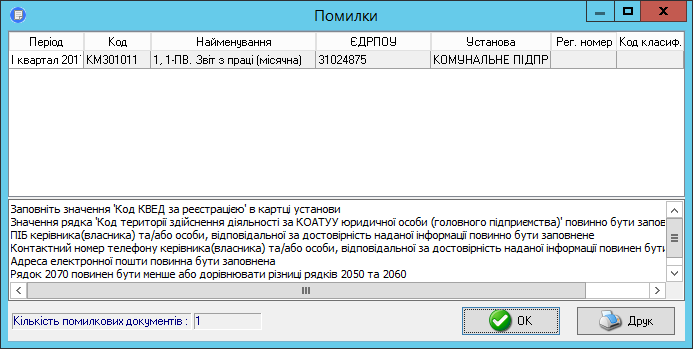 Помилки
Період Код Найменування ЄДРПОУ Установа Рег. номер Код класиф.
І квартал 201 КМ301011 1, 1-ПВ. Звіт з праці (місячна) 31024875 КОМУНАЛЬНЕ ПІДПР
Заповніть значення 'Код КВЕД за реєстрацією' в картці установи
Значення рядка 'Код території здійснення діяльності за КОАТУУ юридичної особи (головного підприємства)' повинно бути запов
ПІБ керівника(власника) та/або особи, відповідальної за достовірність наданої інформації повинно бути заповнене
Контактний номер телефону керівника(власника) та/або особи, відповідальної за достовірність наданої інформації повинен бути
Адреса електронної пошти повинна бути заповнена
Рядок 2070 повинен бути менше або дорівнювати різниці рядків 2050 та 2060
Кількість помилкових документів : 1
ОК
Друк